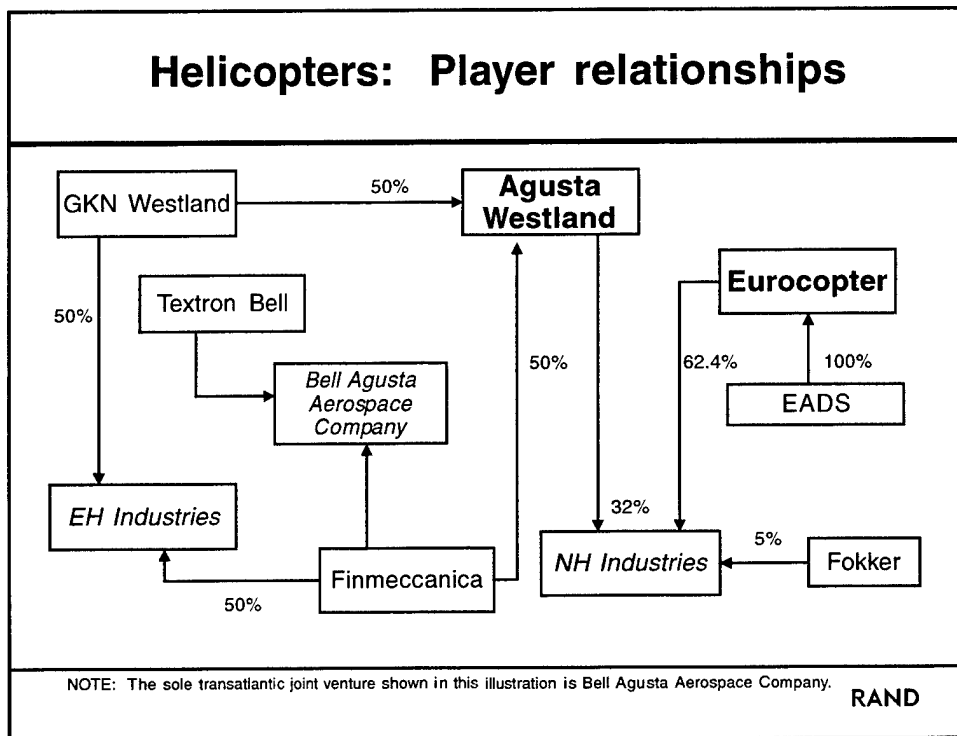 Helicopters: Player relationships
GKN Westland
50%
Agusta
Westland
50%
Textron Bell
Eurocopter
Bell Agusta
Aerospace
Company
50%
62.4%
100%
EADS
EH Industries
32%
50%
Finmeccanica
NH Industries
5%
Fokker
NOTE: The sole transatlantic joint venture shown in this illustration is Bell Agusta Aerospace Company.
RAND